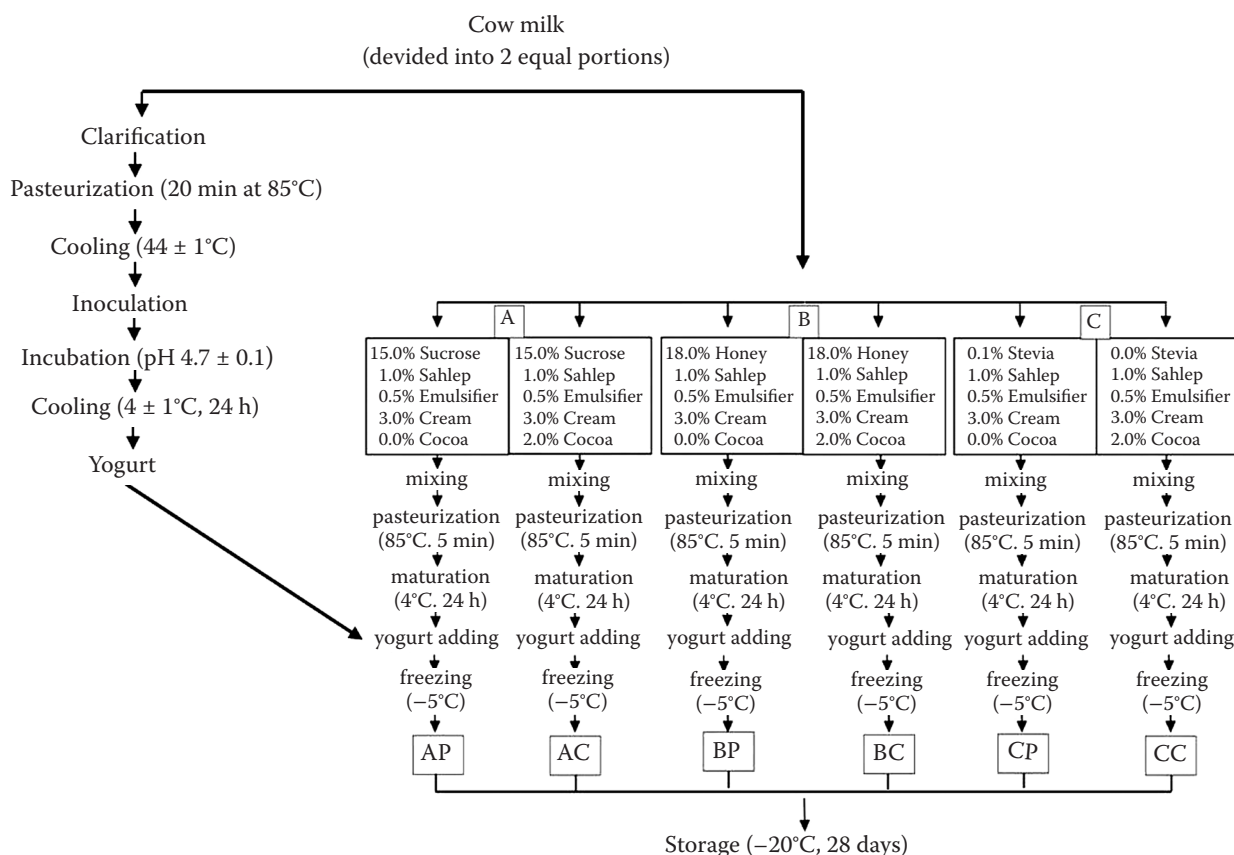 Cow milk
(devided into 2 equal portions)
Clarification
Pasteurization (20 min at 85°C)
Cooling (44 ± 1°C)
Inoculation
Incubation (pH 4.7 ± 0.1)
Cooling (4 ± 1°C, 24 h)
Yogurt
A
B
C
15.0% Sucrose
1.0% Sahlep
0.5% Emulsifier
3.0% Cream
0.0% Cocoa
mixing
pasteurization
(85°C. 5 min)
maturation
(4°C. 24 h)
yogurt adding
freezing
(−5°C)
AP
15.0% Sucrose
1.0% Sahlep
0.5% Emulsifier
3.0% Cream
2.0% Cocoa
mixing
pasteurization
(85°C. 5 min)
maturation
(4°C. 24 h)
yogurt adding
freezing
(−5°C)
AC
18.0% Honey
1.0% Sahlep
0.5% Emulsifier
3.0% Cream
0.0% Cocoa
mixing
pasteurization
(85°C. 5 min)
maturation
(4°C. 24 h)
yogurt adding
freezing
(−5°C)
BP
18.0% Honey
1.0% Sahlep
0.5% Emulsifier
3.0% Cream
2.0% Cocoa
mixing
pasteurization
(85°C. 5 min)
maturation
(4°C. 24 h)
yogurt adding
freezing
(−5°C)
BC
0.1% Stevia
1.0% Sahlep
0.5% Emulsifier
3.0% Cream
0.0% Cocoa
mixing
pasteurization
(85°C. 5 min)
maturation
(4°C. 24 h)
yogurt adding
freezing
(−5°C)
CP
0.0% Stevia
1.0% Sahlep
0.5% Emulsifier
3.0% Cream
2.0% Cocoa
mixing
pasteurization
(85°C. 5 min)
maturation
(4°C. 24 h)
yogurt adding
freezing
(−5°C)
CC
Storage (−20°C, 28 days)